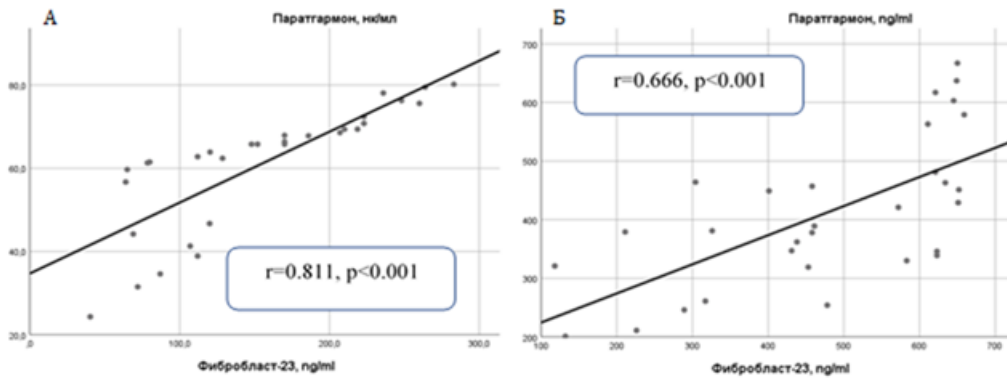 А
Паратгармон, нк/мл
80,0
60,0
40,0
20,0
r=0.811, p<0.001
,0
100,0
200,0
300,0
Фибробласт-23, ng/ml
Б
Паратгармон, ng/ml
700
600
500
400
300
200
r=0.666, p<0.001
100
200
300
400
500
600
700
Фибробласт-23, ng/ml